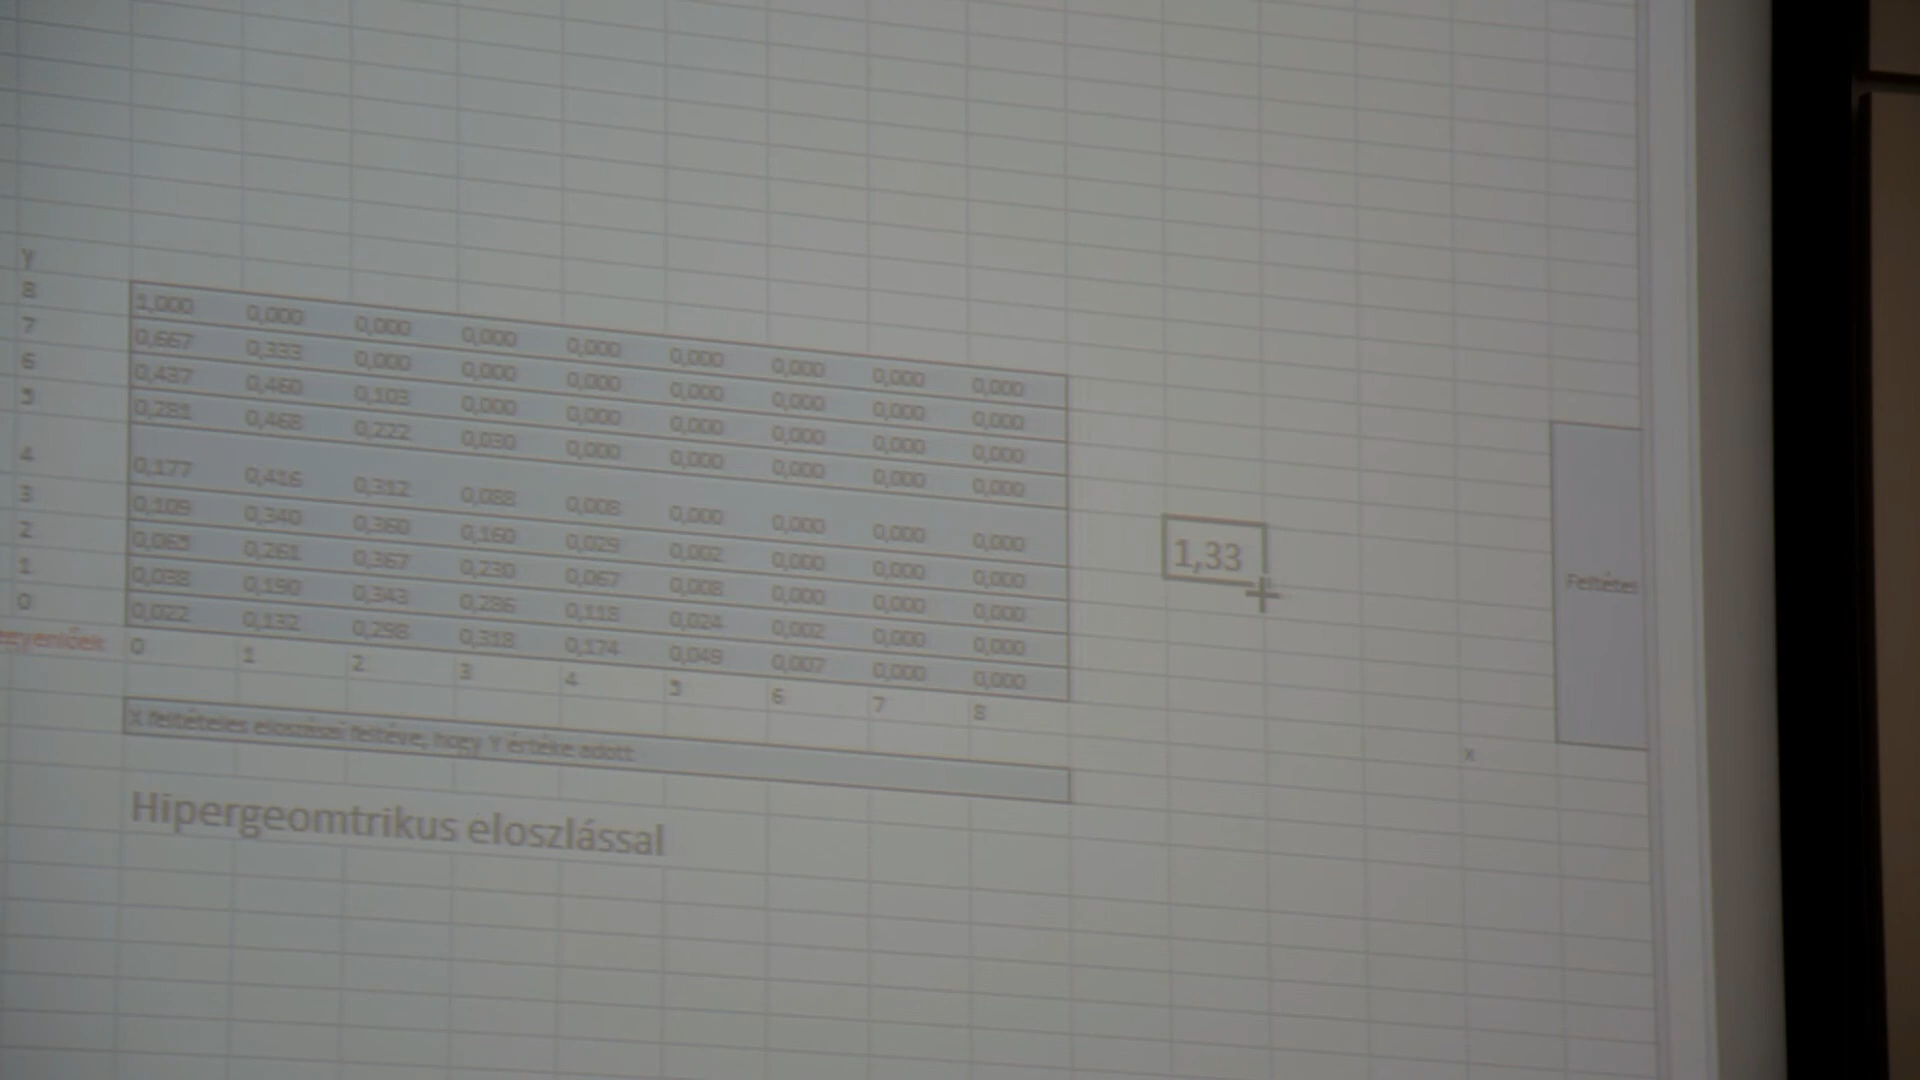 Y
8 1,000 0,000 0,000 0,000 0,000 0,000 0,000 0,000 0,000
7 0,667 0,333 0,000 0,000 0,000 0,000 0,000 0,000 0,000
6 0,437 0,460 0,103 0,000 0,000 0,000 0,000 0,000 0,000
5 0,281 0,468 0,222 0,030 0,000 0,000 0,000 0,000 0,000
4 0,177 0,416 0,312 0,088 0,008 0,000 0,000 0,000 0,000
3 0,109 0,340 0,360 0,160 0,029 0,002 0,000 0,000 0,000
2 0,065 0,261 0,367 0,230 0,067 0,008 0,000 0,000 0,000
1 0,038 0,190 0,343 0,286 0,118 0,024 0,002 0,000 0,000
0 0,022 0,132 0,298 0,318 0,174 0,049 0,007 0,000 0,000
0 1 2 3 4 5 6 7 8
1,33
Feltétel
x
X feltételes eloszlásai feltéve, hogy Y értéke adott
Hipergeomtrikus eloszlással